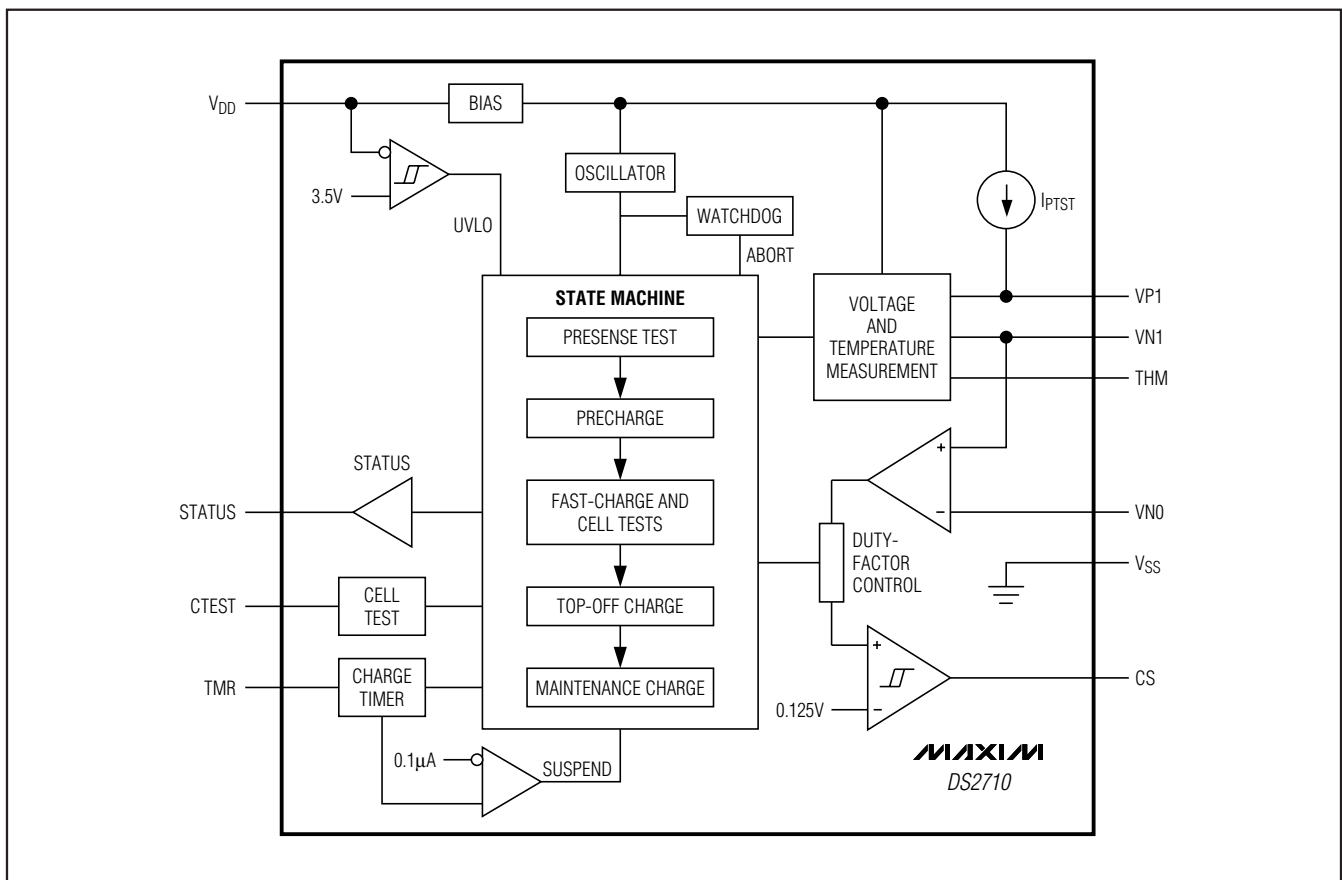 VDD
BIAS
OSCILLATOR
3.5V
UVLO
WATCHDOG
ABORT
IPTST
STATE MACHINE
PRESENSE TEST
PRECHARGE
FAST-CHARGE AND
CELL TESTS
TOP-OFF CHARGE
MAINTENANCE CHARGE
VOLTAGE
AND
TEMPERATURE
MEASUREMENT
VP1
VN1
THM
+
−
VN0
DUTY-
FACTOR
CONTROL
VSS
STATUS
STATUS
CTEST
CELL
TEST
TMR
CHARGE
TIMER
0.1µA
SUSPEND
+
−
0.125V
CS
MAXIM
DS2710